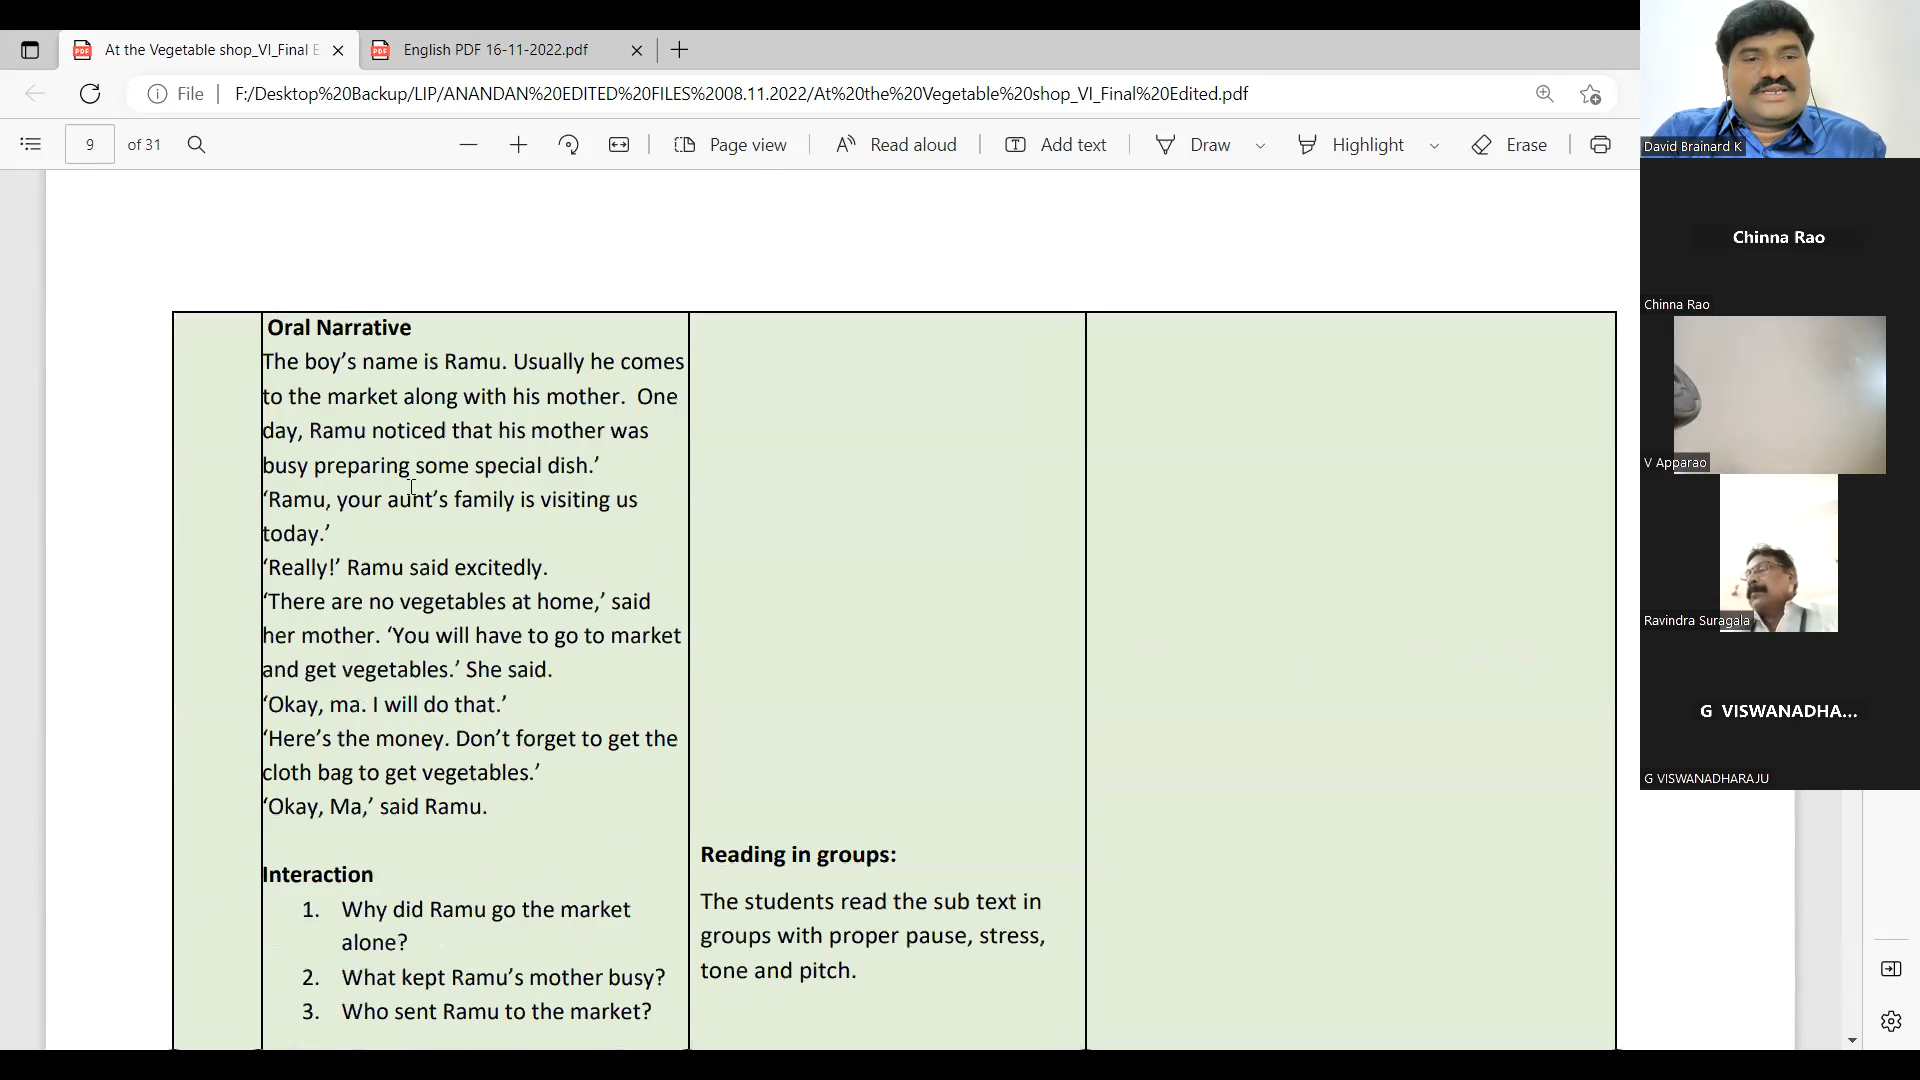 At the Vegetable shop_VI_Final E
English PDF 16-11-2022.pdf
File
F:/Desktop%20Backup/LIP/ANANDAN%20EDITED%20FILES%2008.11.2022/At%20the%20Vegetable%20shop_VI_Final%20Edited.pdf
9 of 31
Page view
Read aloud
Add text
Draw
Highlight
Erase
Oral Narrative
The boy’s name is Ramu. Usually he comes
to the market along with his mother.  One
day, Ramu noticed that his mother was
busy preparing some special dish.’
‘Ramu, your aunt’s family is visiting us
today.’
‘Really!’ Ramu said excitedly.
‘There are no vegetables at home,’ said
her mother. ‘You will have to go to market
and get vegetables.’ She said.
‘Okay, ma. I will do that.’
‘Here’s the money. Don’t forget to get the
cloth bag to get vegetables.’
‘Okay, Ma,’ said Ramu.
Interaction
1. Why did Ramu go the market
alone?
2. What kept Ramu’s mother busy?
3. Who sent Ramu to the market?
Reading in groups:
The students read the sub text in
groups with proper pause, stress,
tone and pitch.
David Brainard K
Chinna Rao
Chinna Rao
V Apparao
Ravindra Suragala
G VISWANADHA...
G VISWANADHARAJU